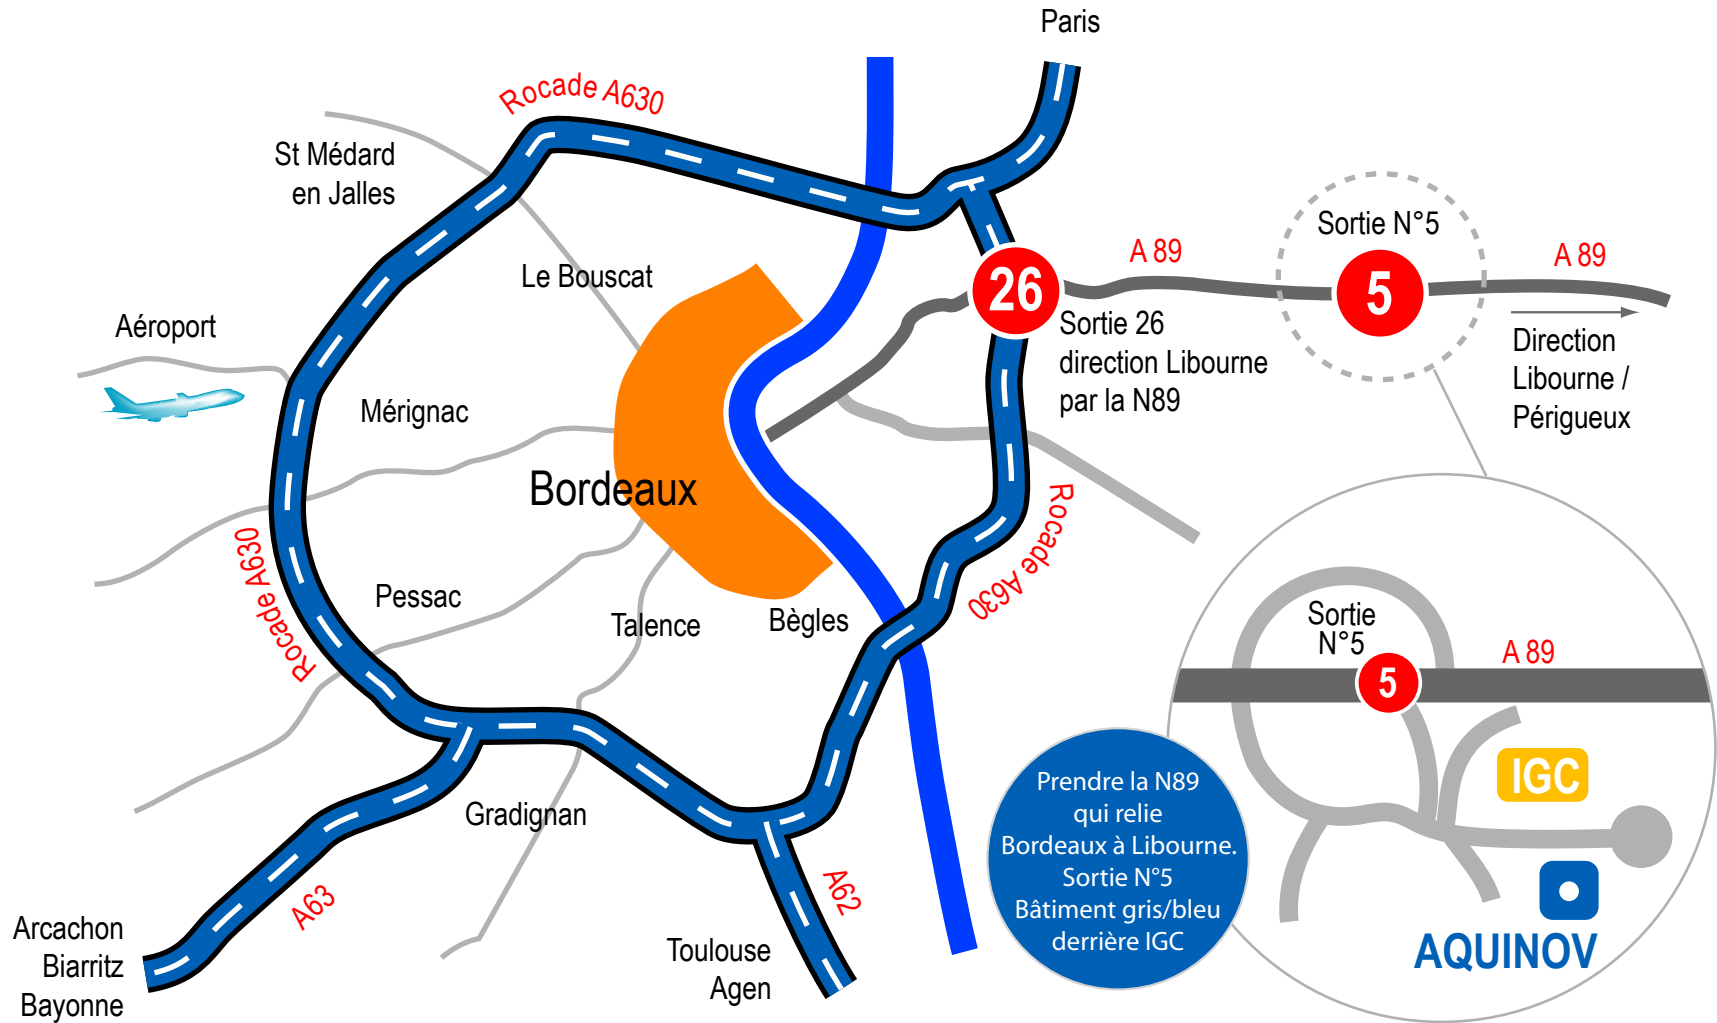 Paris
Rocade A630
St Médard
en Jalles
Le Bouscat
Aéroport
Mérignac
Bordeaux
Rocade A630
Pessac
Talence
Bègles
Gradignan
A63
Arcachon
Biarritz
Bayonne
A62
Toulouse
Agen
Rocade A630
26
Sortie 26
direction Libourne
par la N89
A 89
Sortie N°5
5
A 89
Direction
Libourne /
Périgueux
Sortie
N°5
5
A 89
IGC
AQUINOV
Prendre la N89
qui relie
Bordeaux à Libourne.
Sortie N°5
Bâtiment gris/bleu
derrière IGC